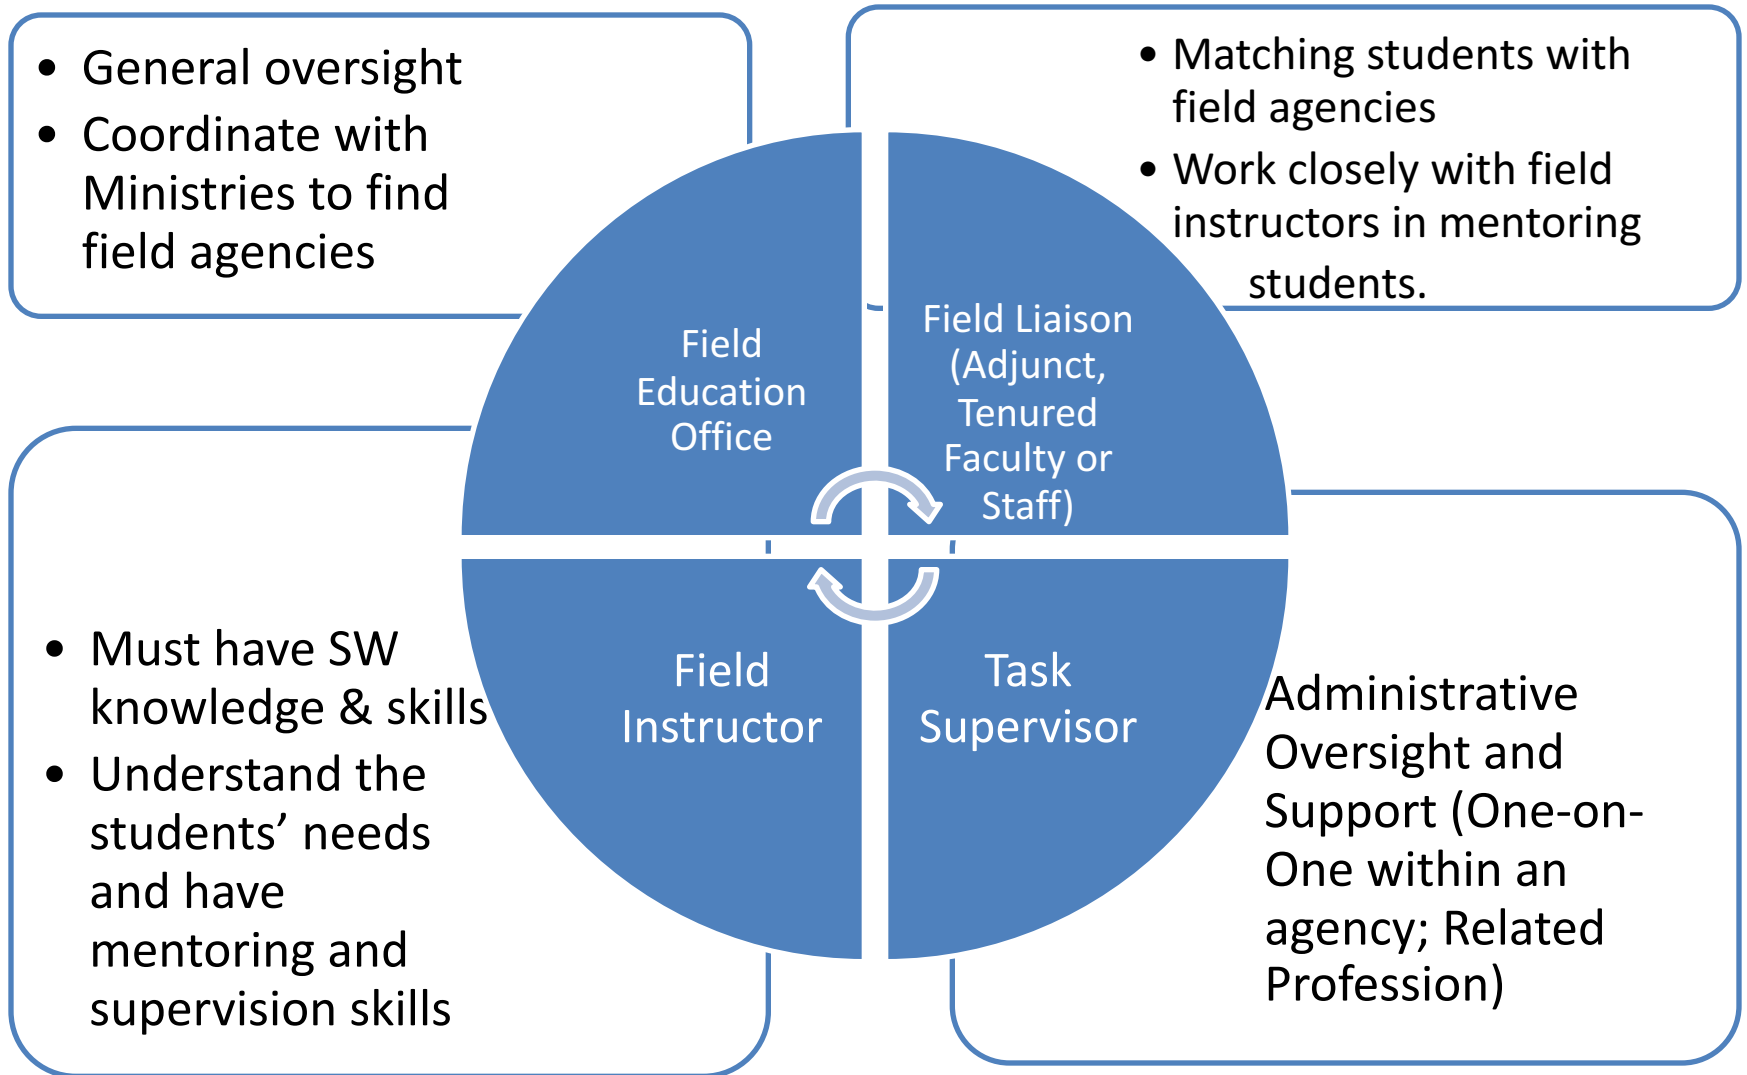 • General oversight
• Coordinate with
Ministries to find
field agencies
• Matching students with
field agencies
• Work closely with field
instructors in mentoring
students.
Field
Education
Office
Field Liaison
(Adjunct,
Tenured
Faculty or
Staff)
• Must have SW
knowledge & skills
• Understand the
students’ needs
and have
mentoring and
supervision skills
Field
Instructor
Task
Supervisor
Administrative
Oversight and
Support (One-on-
One within an
agency; Related
Profession)